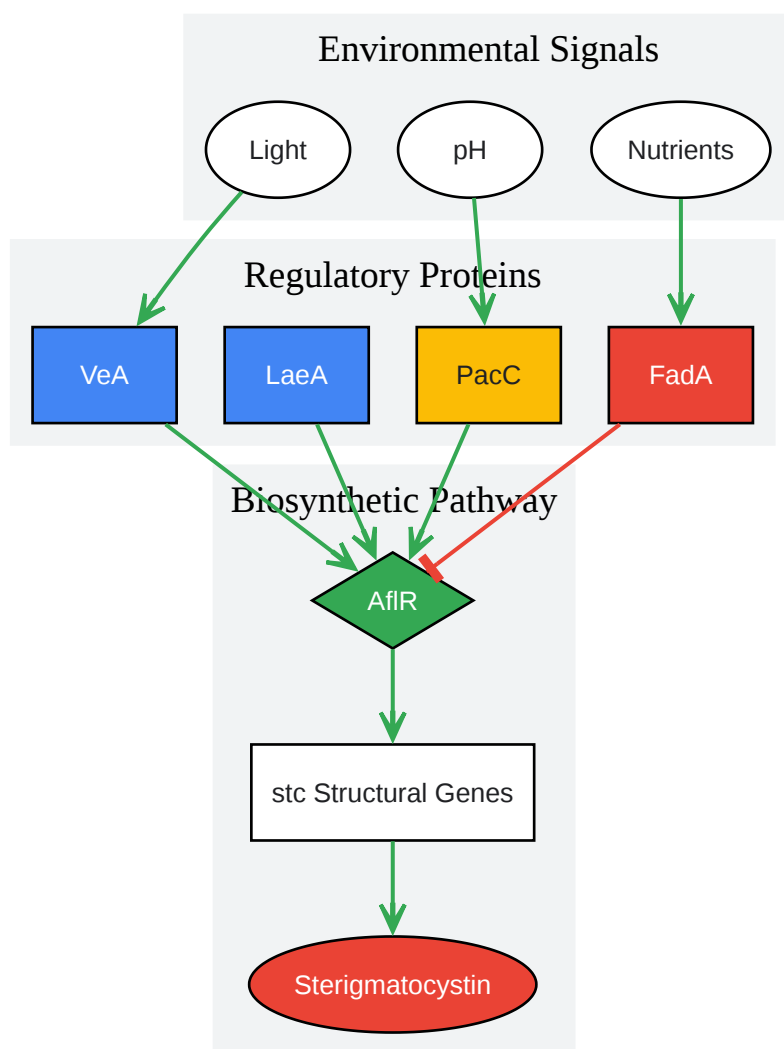 Environmental Signals
Light
pH
Nutrients
Regulatory Proteins
VeA
LaeA
PacC
FadA
Biosynthetic Pathway
AflR
stc Structural Genes
Sterigmatocystin